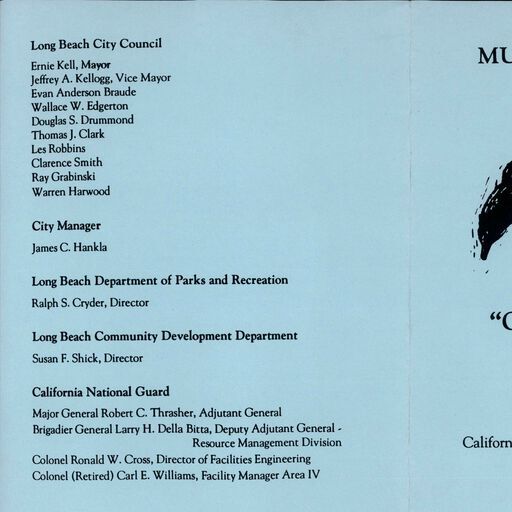 Long Beach City Council
Ernie Kell, Mayor
Jeffrey A. Kellogg, Vice Mayor
Evan Anderson Braude
Wallace W. Edgerton
Douglas S. Drummond
Thomas J. Clark
Les Robbins
Clarence Smith
Ray Grabinski
Warren Harwood
City Manager
James C. Hankla
Long Beach Department of Parks and Recreation
Ralph S. Cryder, Director
Long Beach Community Development Department
Susan F. Shick, Director
California National Guard
Major General Robert C. Thrasher, Adjutant General
Brigadier General Larry H. Della Bitta, Deputy Adjutant General -
Resource Management Division
Colonel Ronald W. Cross, Director of Facilities Engineering
Colonel (Retired) Carl E. Williams, Facility Manager Area IV